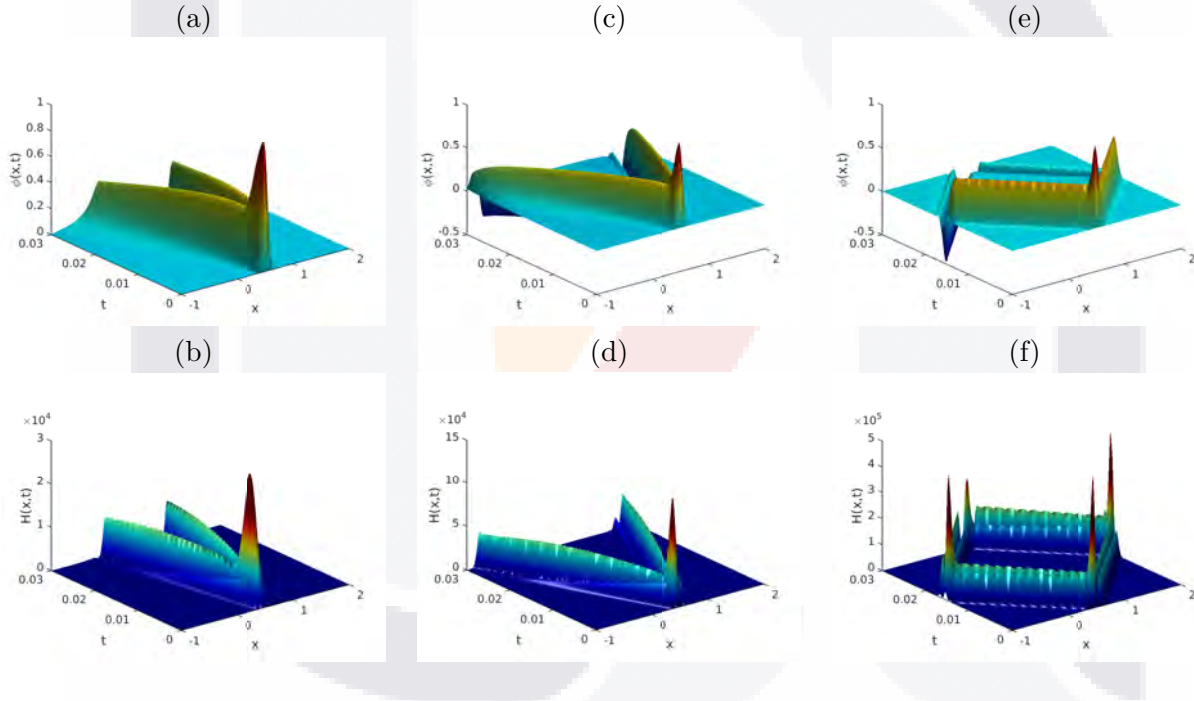 (a) (c) (e)
1 1 1
0.8
0.6 0.5 0.5
ϕ(x,t) ϕ(x,t) ϕ(x,t)
0.4 0 0
0.2
0 -0.5 -0.5
0.03 0.03 0.03
0.02 2 0.02 2 0.02 2
0.01 1 0.01 1 0.01 1
t 0 t 0 t 0
0 -1 x 0 -1 x 0 -1 x
(b) (d) (f)
×10⁴ ×10⁴ ×10⁵
3 15 5
4
2 10
H(x,t) H(x,t) H(x,t)
3
1 5 2
1
0 0 0
0.03 0.03 0.03
0.02 2 0.02 2 0.02 2
0.01 1 0.01 1 0.01 1
t 0 t 0 t 0
0 -1 x 0 -1 x 0 -1 x